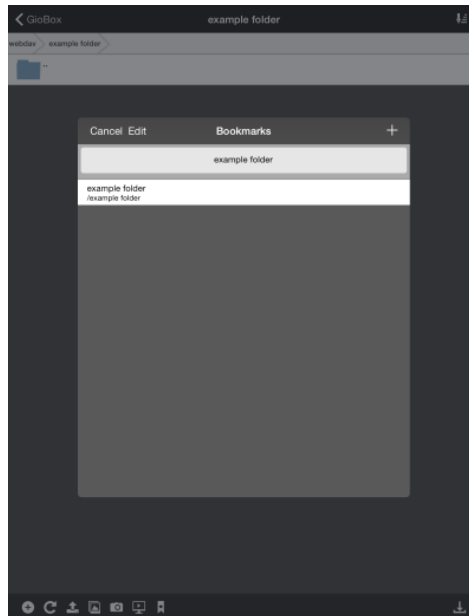 GioBox example folder
webdav example folder
..
Cancel Edit Bookmarks +
example folder
example folder
/example folder